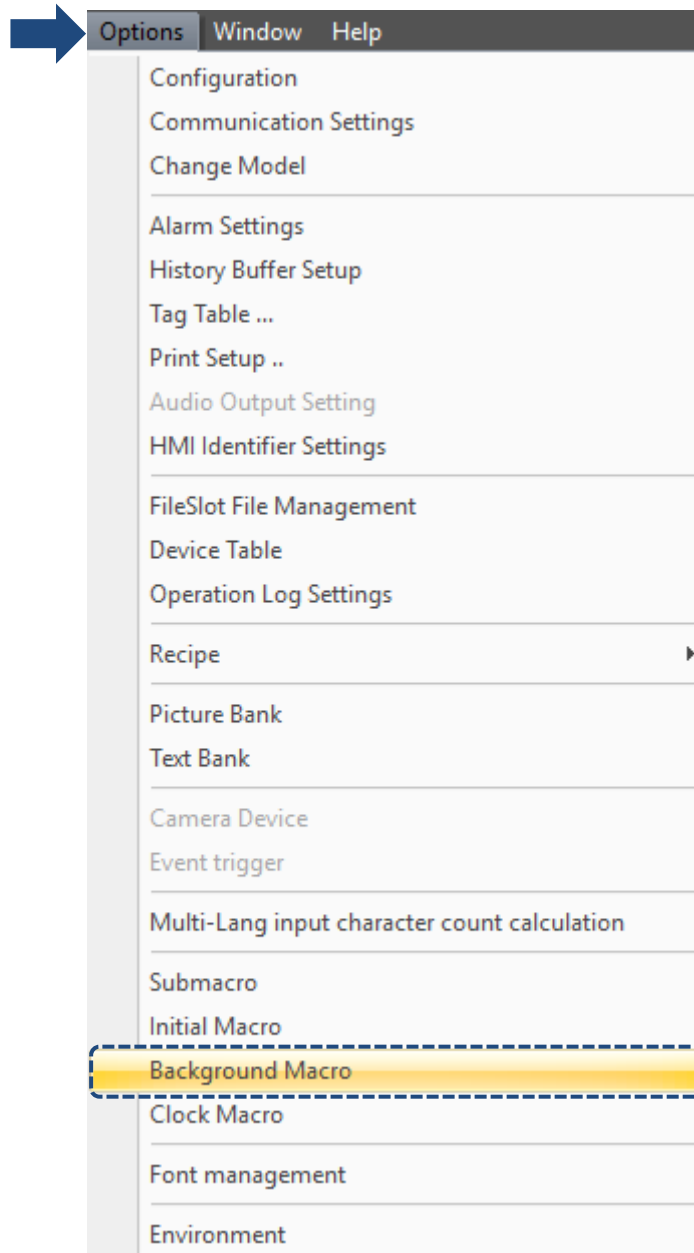 Options Window Help
Configuration
Communication Settings
Change Model
Alarm Settings
History Buffer Setup
Tag Table ...
Print Setup ..
Audio Output Setting
HMI Identifier Settings
FileSlot File Management
Device Table
Operation Log Settings
Recipe
Picture Bank
Text Bank
Camera Device
Event trigger
Multi-Lang input character count calculation
Submacro
Initial Macro
Background Macro
Clock Macro
Font management
Environment